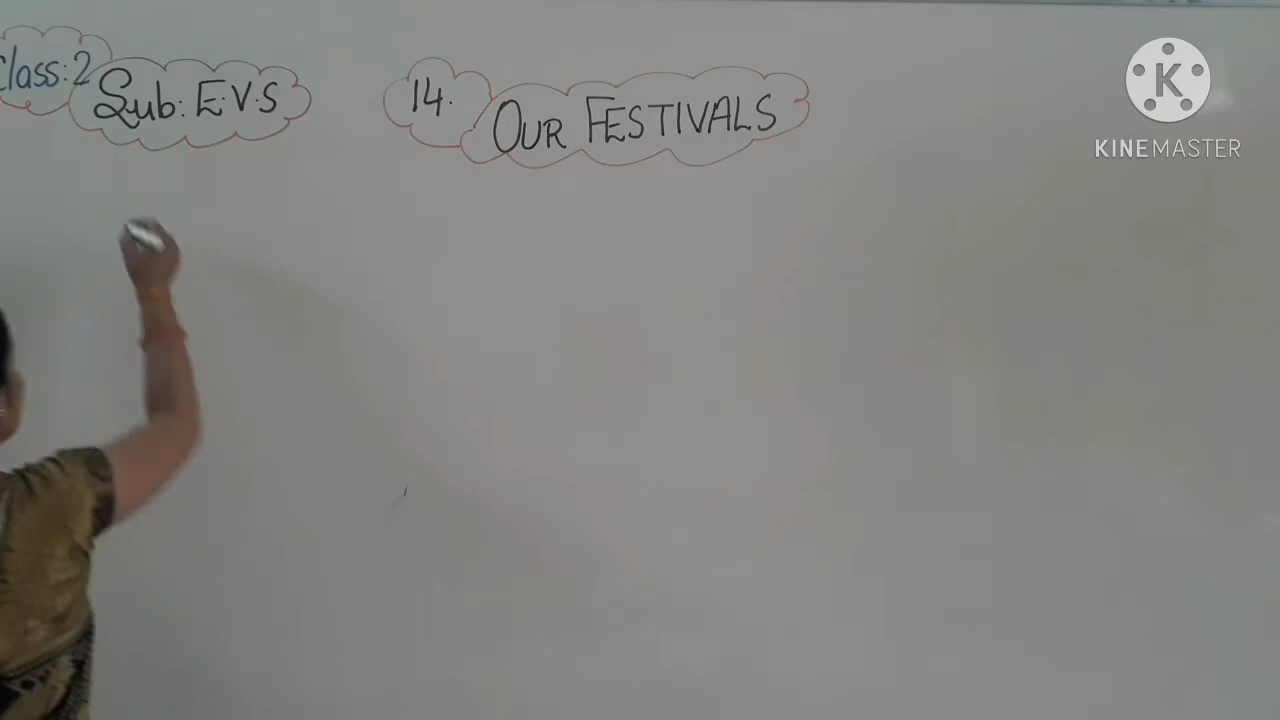 Class:2
Sub: E.V.S
14.
OUR FESTIVALS
K
KINEMASTER